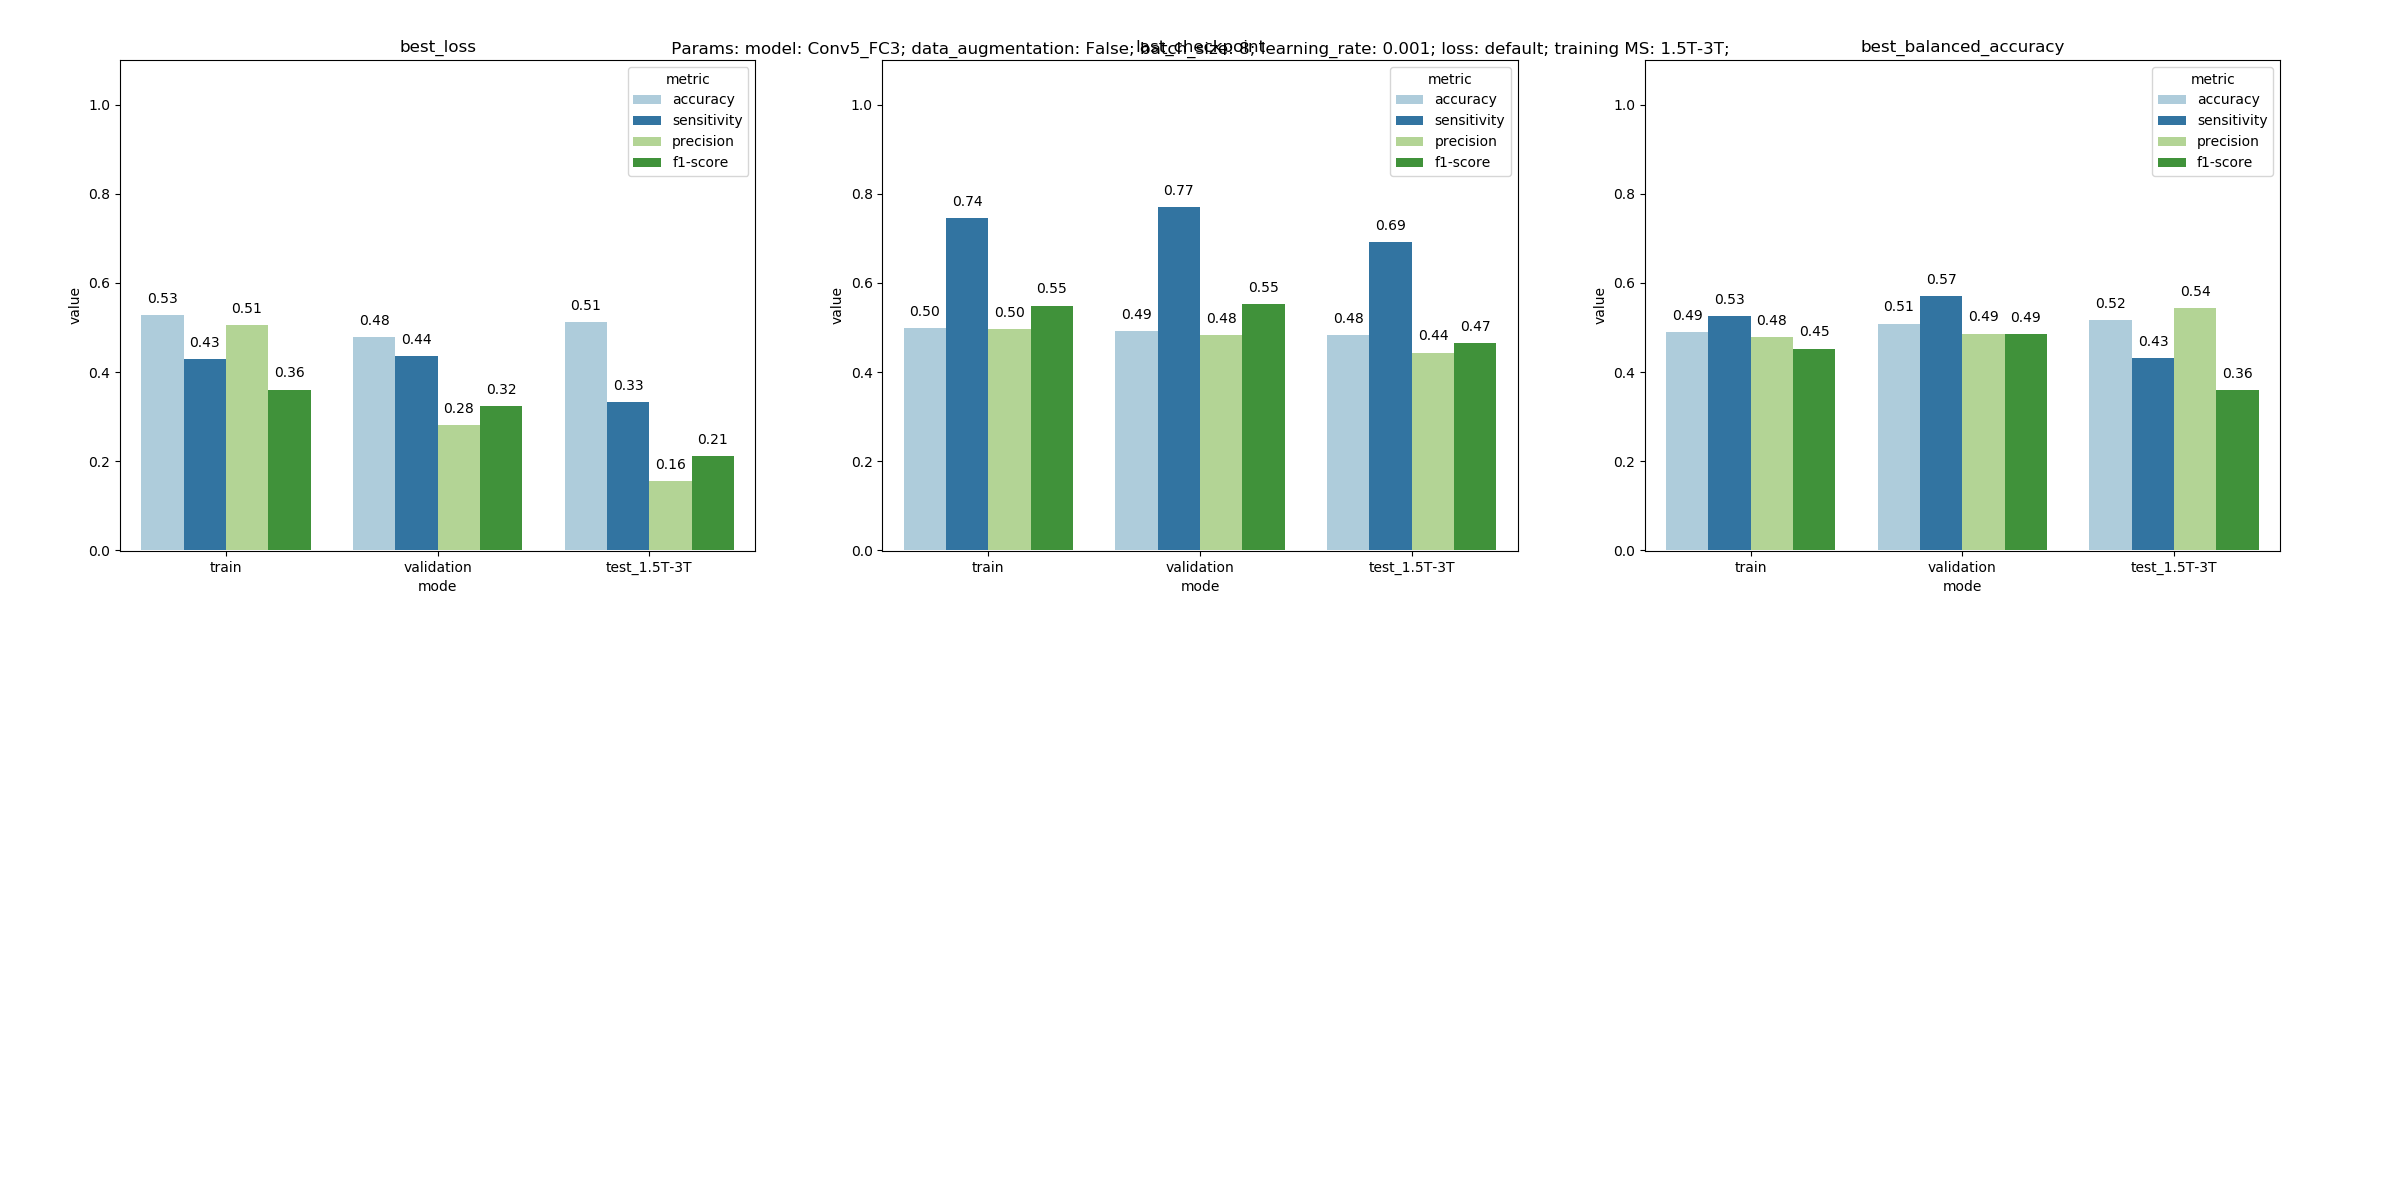 Params: model: Conv5_FC3; data_augmentation: False; batch_size: 8; learning_rate: 0.001; loss: default; training MS: 1.5T-3T;
best_loss
metric
accuracy
sensitivity
precision
f1-score
value
1.0
0.8
0.6
0.4
0.2
0.0
0.53
0.43
0.51
0.36
0.48
0.44
0.28
0.32
0.51
0.33
0.16
0.21
train validation test_1.5T-3T
mode
last_checkpoint
metric
accuracy
sensitivity
precision
f1-score
value
1.0
0.8
0.6
0.4
0.2
0.0
0.50
0.74
0.50
0.55
0.49
0.77
0.48
0.55
0.48
0.69
0.44
0.47
train validation test_1.5T-3T
mode
best_balanced_accuracy
metric
accuracy
sensitivity
precision
f1-score
value
1.0
0.8
0.6
0.4
0.2
0.0
0.49
0.53
0.48
0.45
0.51
0.57
0.49
0.49
0.52
0.43
0.54
0.36
train validation test_1.5T-3T
mode